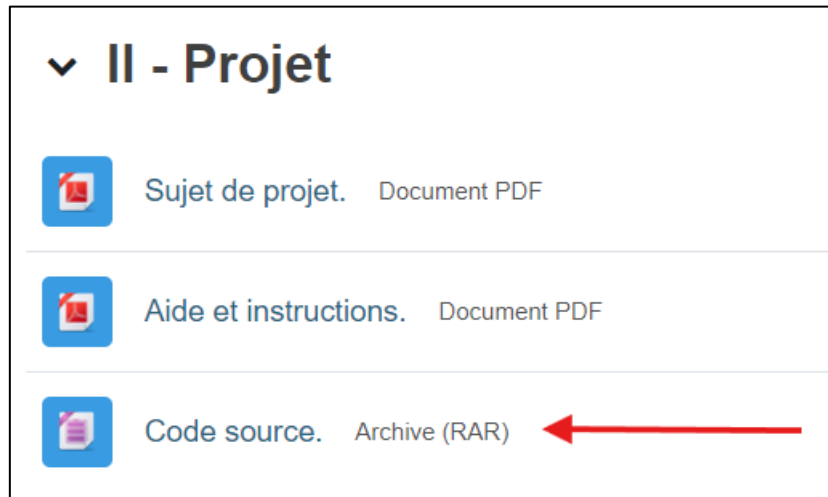 II - Projet
Sujet de projet. Document PDF
Aide et instructions. Document PDF
Code source. Archive (RAR)